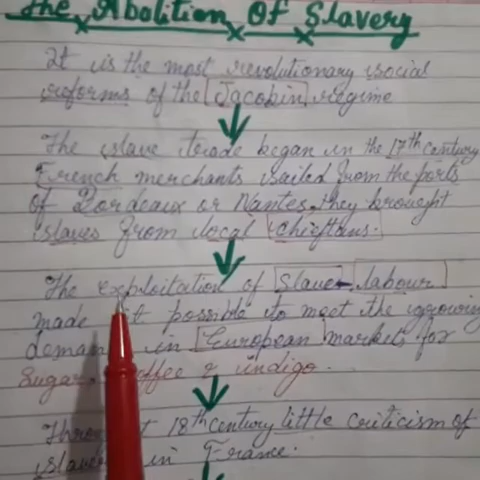 The Abolition Of Slavery
It is the most revolutionary social
reforms of the Jacobin regime
The slave trade began in the 17th century
French merchants sailed from the ports
of Bordeaux or Nantes, they brought
slaves from local chieftans.
The exploitation of Slave labour
made it possible to meet the growing
demand in European markets for
Sugar, coffee & indigo.
18th century little criticism of
in Frame.